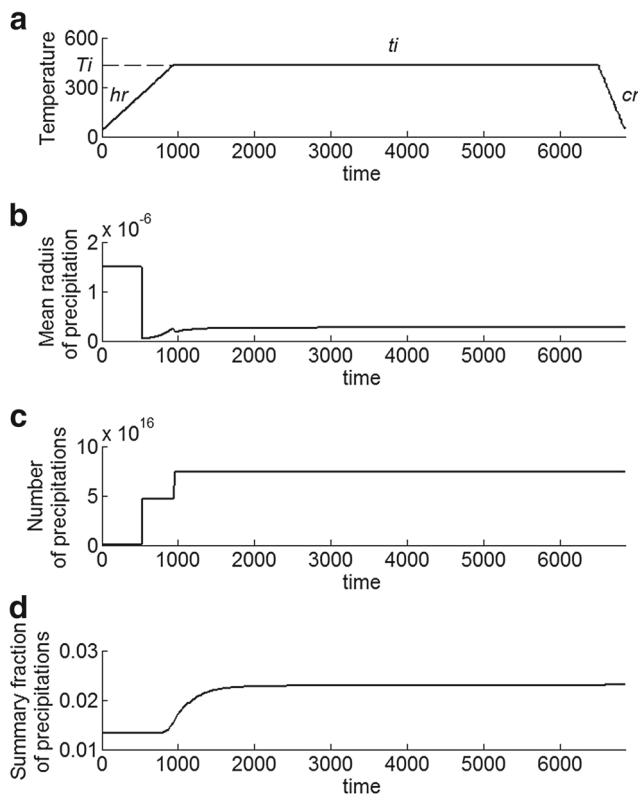 a
Temperature
600
300
0
Ti
hr
ti
cr
0 1000 2000 3000 4000 5000 6000
time
b
x 10-6
Mean raduis
of precipitation
2
1
0
0 1000 2000 3000 4000 5000 6000
time
c
x 10 16
Number
of precipitations
10
5
0
0 1000 2000 3000 4000 5000 6000
time
d
Summary fraction
of precipitations
0.03
0.02
0.01
0 1000 2000 3000 4000 5000 6000
time